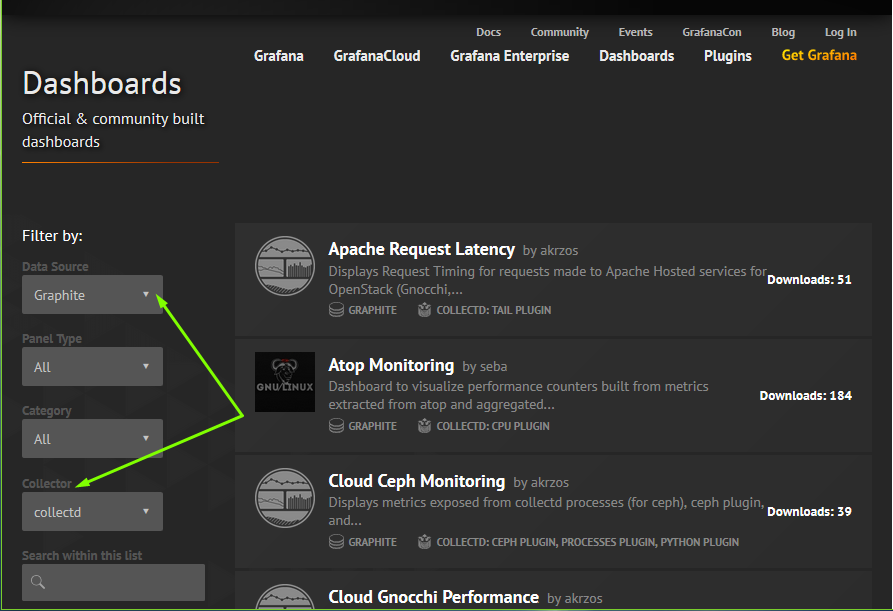 Docs Community Events GrafanaCon Blog Log In
Grafana GrafanaCloud Grafana Enterprise Dashboards Plugins Get Grafana
Dashboards
Official & community built
dashboards
Filter by:
Data Source
Graphite
Panel Type
All
Category
All
Collector
collectd
Search within this list
Apache Request Latency by akrzos
Displays Request Timing for requests made to Apache Hosted services for
OpenStack (Gnocchi,...
GRAPHITE COLLECTD: TAIL PLUGIN
Downloads: 51
GNU/LINUX
Atop Monitoring by seba
Dashboard to visualize performance counters built from metrics
extracted from atop and aggregated...
GRAPHITE COLLECTD: CPU PLUGIN
Downloads: 184
Cloud Ceph Monitoring by akrzos
Displays metrics exposed from collectd processes (for ceph), ceph plugin,
and...
GRAPHITE COLLECTD: CEPH PLUGIN, PROCESSES PLUGIN, PYTHON PLUGIN
Downloads: 39
Cloud Gnocchi Performance by akrzos